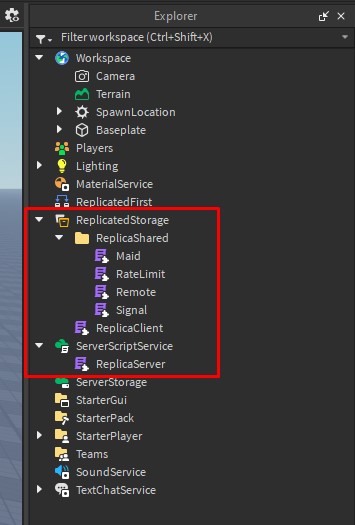 Explorer
Filter workspace (Ctrl+Shift+X)
Workspace
Camera
Terrain
SpawnLocation
Baseplate
Players
Lighting
MaterialService
ReplicatedFirst
ReplicatedStorage
ReplicaShared
Maid
RateLimit
Remote
Signal
ReplicaClient
ServerScriptService
ReplicaServer
ServerStorage
StarterGui
StarterPack
StarterPlayer
Teams
SoundService
TextChatService